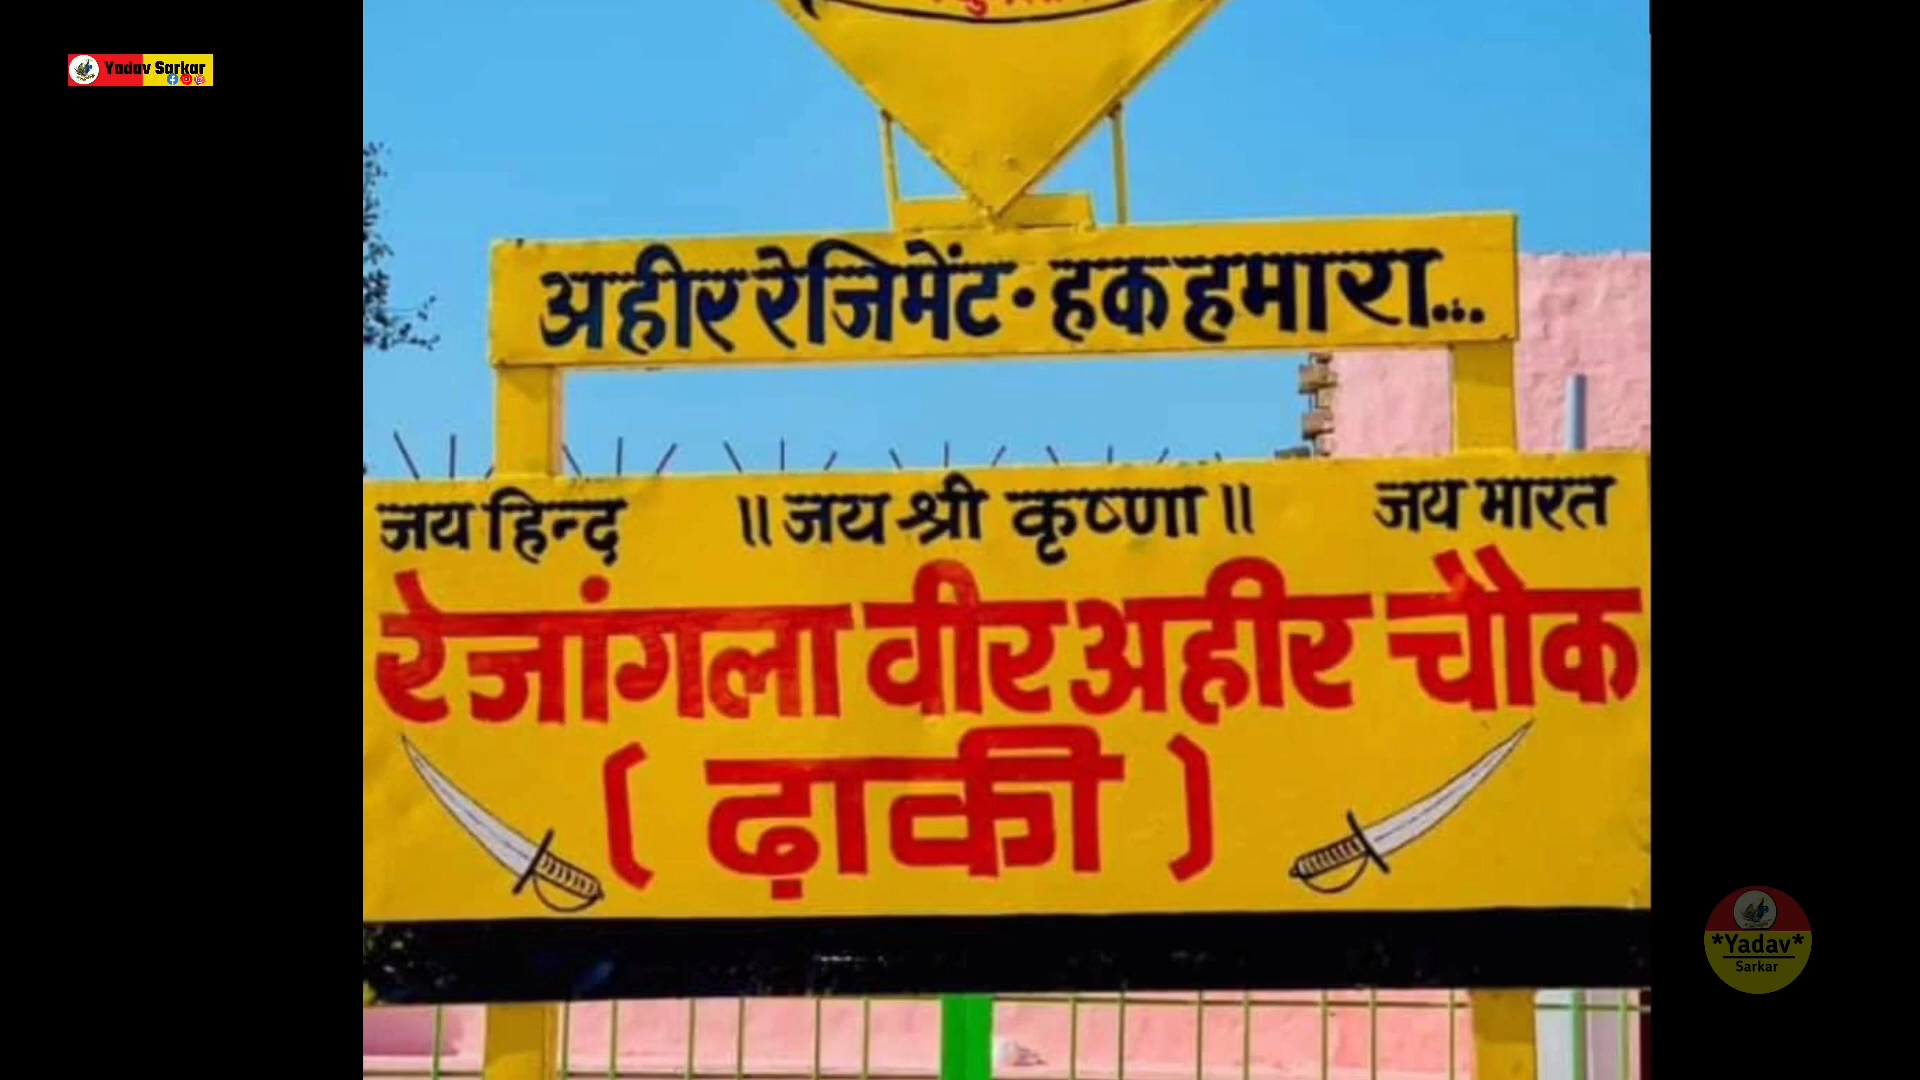 Yadav Sarkar
अहीर रेजिमेंट・हक हमारा...
जय हिन्द ॥ जय श्री कृष्णा ॥ जय भारत
रेजांगला वीर अहीर चौक
( ढ़ाकी )
*Yadav*
Sarkar